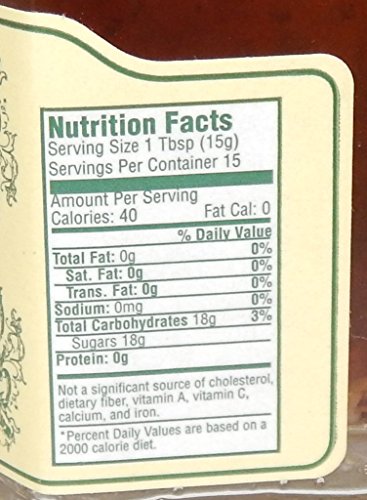 Nutrition Facts
Serving Size 1 Tbsp (15g)
Servings Per Container 15
Amount Per Serving
Calories: 40 Fat Cal: 0
% Daily Value
Total Fat: 0g 0%
Sat. Fat: 0g 0%
Trans. Fat: 0g 0%
Sodium: 0mg 0%
Total Carbohydrates 18g 3%
Sugars 18g
Protein: 0g
Not a significant source of cholesterol,
dietary fiber, vitamin A, vitamin C,
calcium, and iron.
*Percent Daily Values are based on a
2000 calorie diet.